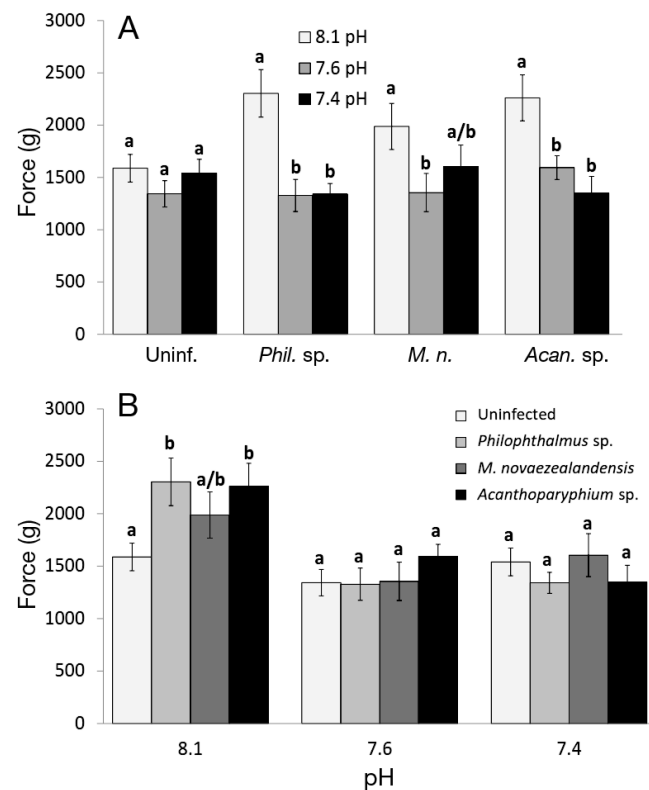 A
8.1 pH
7.6 pH
7.4 pH
Force (g)
3000
2500
2000
1500
1000
500
0
a
a
a
a
b
b
a
b
a/b
a
b
b
Uninf.
Phil. sp.
M. n.
Acan. sp.
B
Uninfected
Philophthalmus sp.
M. novaezealandensis
Acanthoparyphium sp.
Force (g)
3000
2500
2000
1500
1000
500
0
a
b
a/b
b
a
a
a
a
a
a
a
a
8.1
7.6
7.4
pH